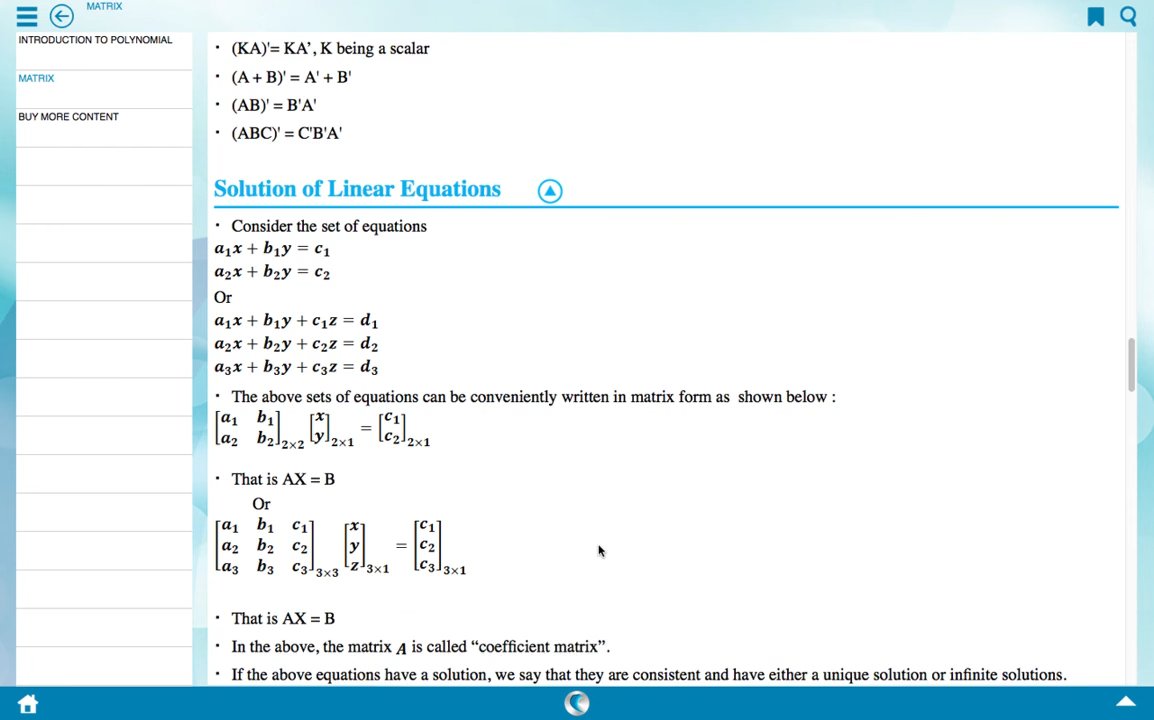 MATRIX
INTRODUCTION TO POLYNOMIAL
MATRIX
BUY MORE CONTENT
· (KA)'= KA’, K being a scalar
· (A + B)' = A' + B'
· (AB)' = B'A'
· (ABC)' = C'B'A'
Solution of Linear Equations
· Consider the set of equations
a₁x + b₁y = c₁
a₂x + b₂y = c₂
Or
a₁x + b₁y + c₁z = d₁
a₂x + b₂y + c₂z = d₂
a₃x + b₃y + c₃z = d₃
· The above sets of equations can be conveniently written in matrix form as shown below :
[a₁ b₁] [x] = [c₁]
[a₂ b₂]₂ₓ₂ [y]₂ₓ₁ [c₂]₂ₓ₁
· That is AX = B
Or
[a₁ b₁ c₁] [x] [c₁]
[a₂ b₂ c₂] [y] = [c₂]
[a₃ b₃ c₃]₃ₓ₃ [z]₃ₓ₁ [c₃]₃ₓ₁
· That is AX = B
· In the above, the matrix A is called “coefficient matrix”.
· If the above equations have a solution, we say that they are consistent and have either a unique solution or infinite solutions.